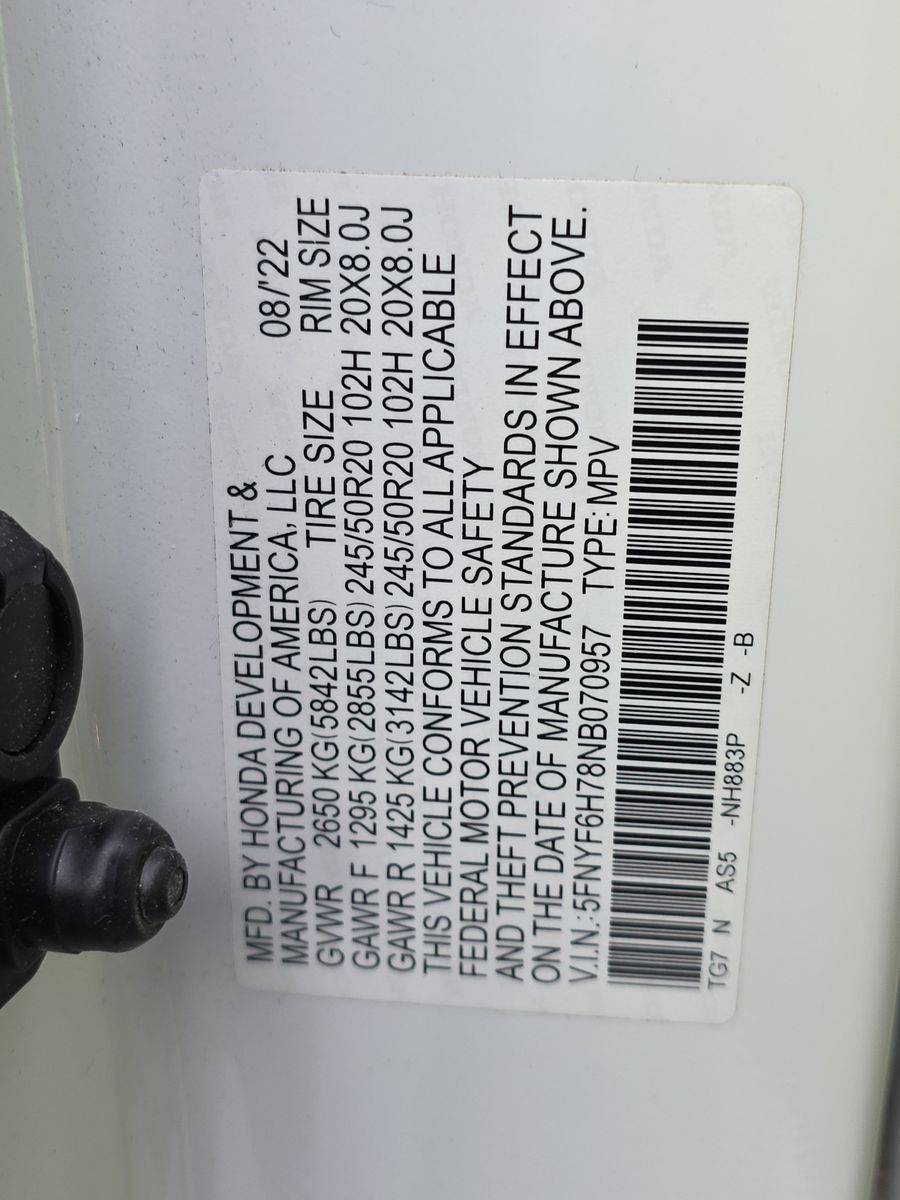 MFD. BY HONDA DEVELOPMENT &
MANUFACTURING OF AMERICA, LLC 08/'22
GVWR 2650 KG(5842LBS) TIRE SIZE RIM SIZE
GAWR F 1295 KG(2855LBS) 245/50R20 102H 20X8.0J
GAWR R 1425 KG(3142LBS) 245/50R20 102H 20X8.0J
THIS VEHICLE CONFORMS TO ALL APPLICABLE
FEDERAL MOTOR VEHICLE SAFETY
AND THEFT PREVENTION STANDARDS IN EFFECT
ON THE DATE OF MANUFACTURE SHOWN ABOVE.
V.I.N.:5FNYF6H78NB070957 TYPE:MPV
TG7 N AS5 -NH883P -Z -B